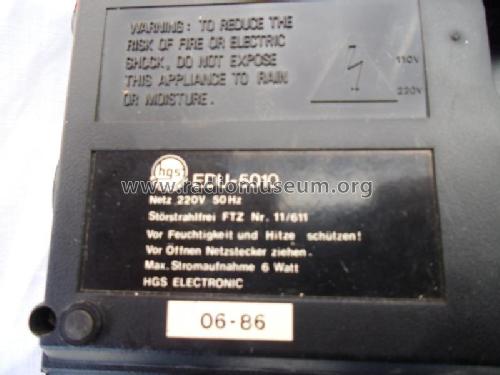 WARNING: TO REDUCE THE
RISK OF FIRE OR ELECTRIC
SHOCK, DO NOT EXPOSE
THIS APPLIANCE TO RAIN
OR MOISTURE.
110V
220V
hgs EDU-5010
www.radiomuseum.org
Netz 220V 50Hz
Störstrahlfrei FTZ Nr. 11/611
Vor Feuchtigkeit und Hitze schützen!
Vor Öffnen Netzstecker ziehen.
Max. Stromaufnahme 6 Watt
HGS ELECTRONIC
06-86